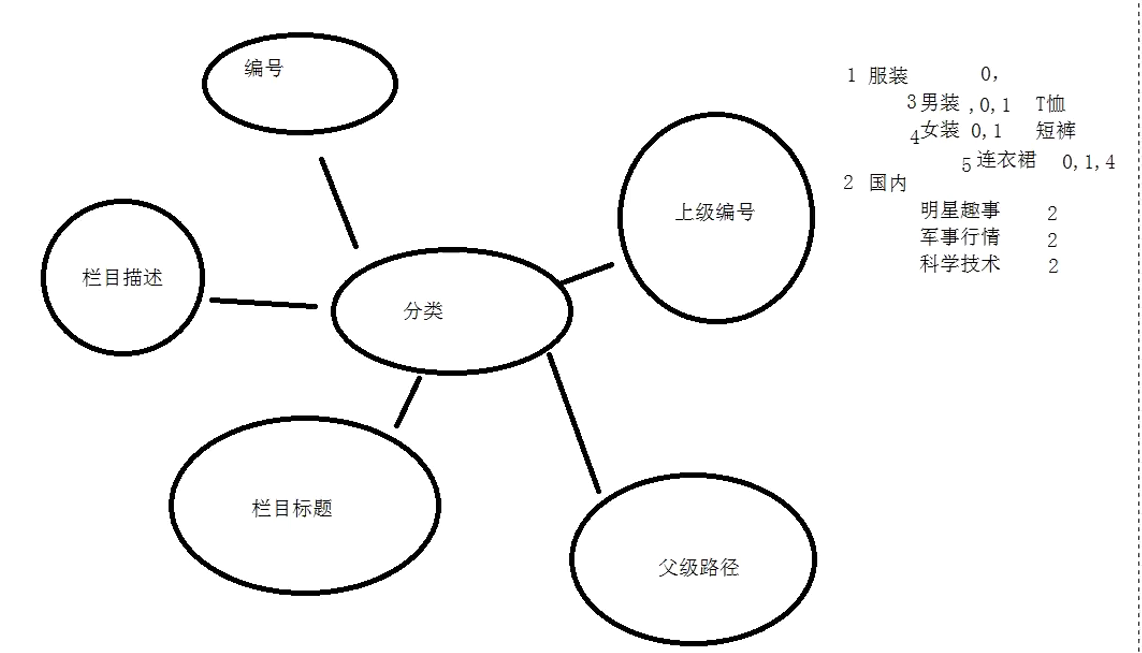 编号
栏目描述
分类
上级编号
栏目标题
父级路径
1 服装 0,
3 男装 ,0,1 T恤
4 女装 0,1 短裤
5 连衣裙 0,1,4
2 国内
明星趣事 2
军事行情 2
科学技术 2